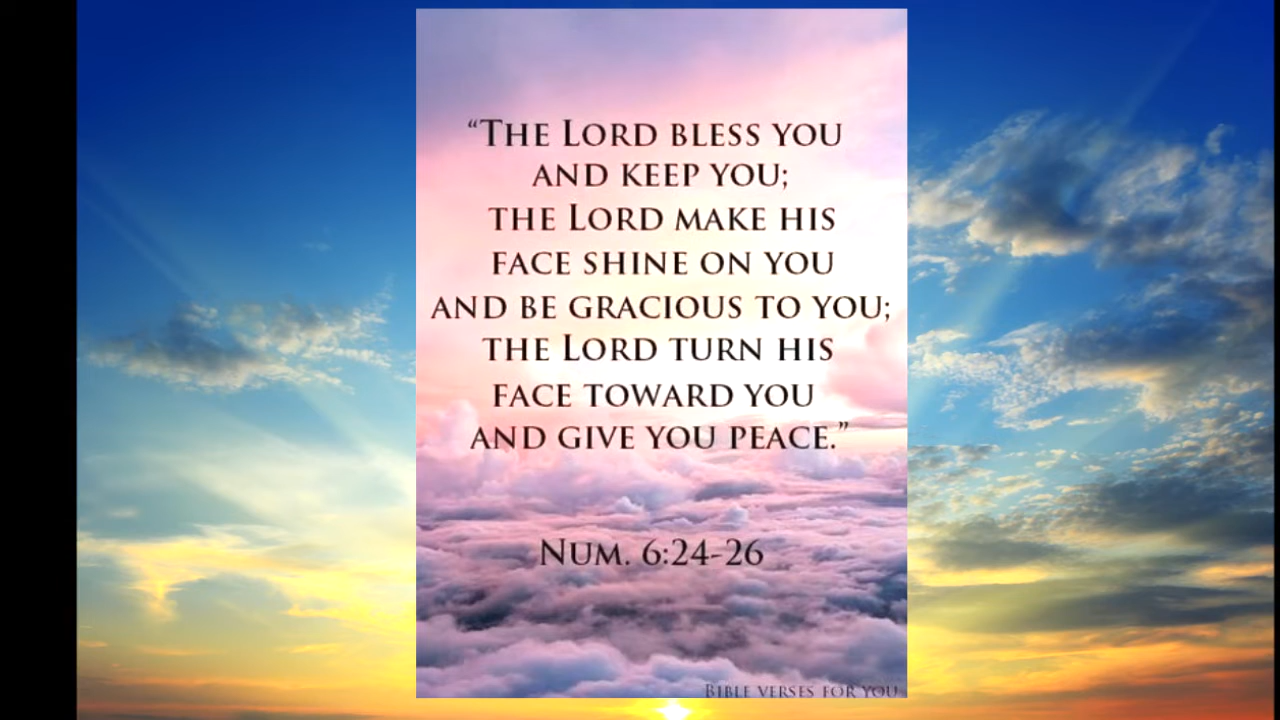 “The Lord bless you
and keep you;
the Lord make his
face shine on you
and be gracious to you;
the Lord turn his
face toward you
and give you peace.”
Num. 6:24-26
Bible verses for you